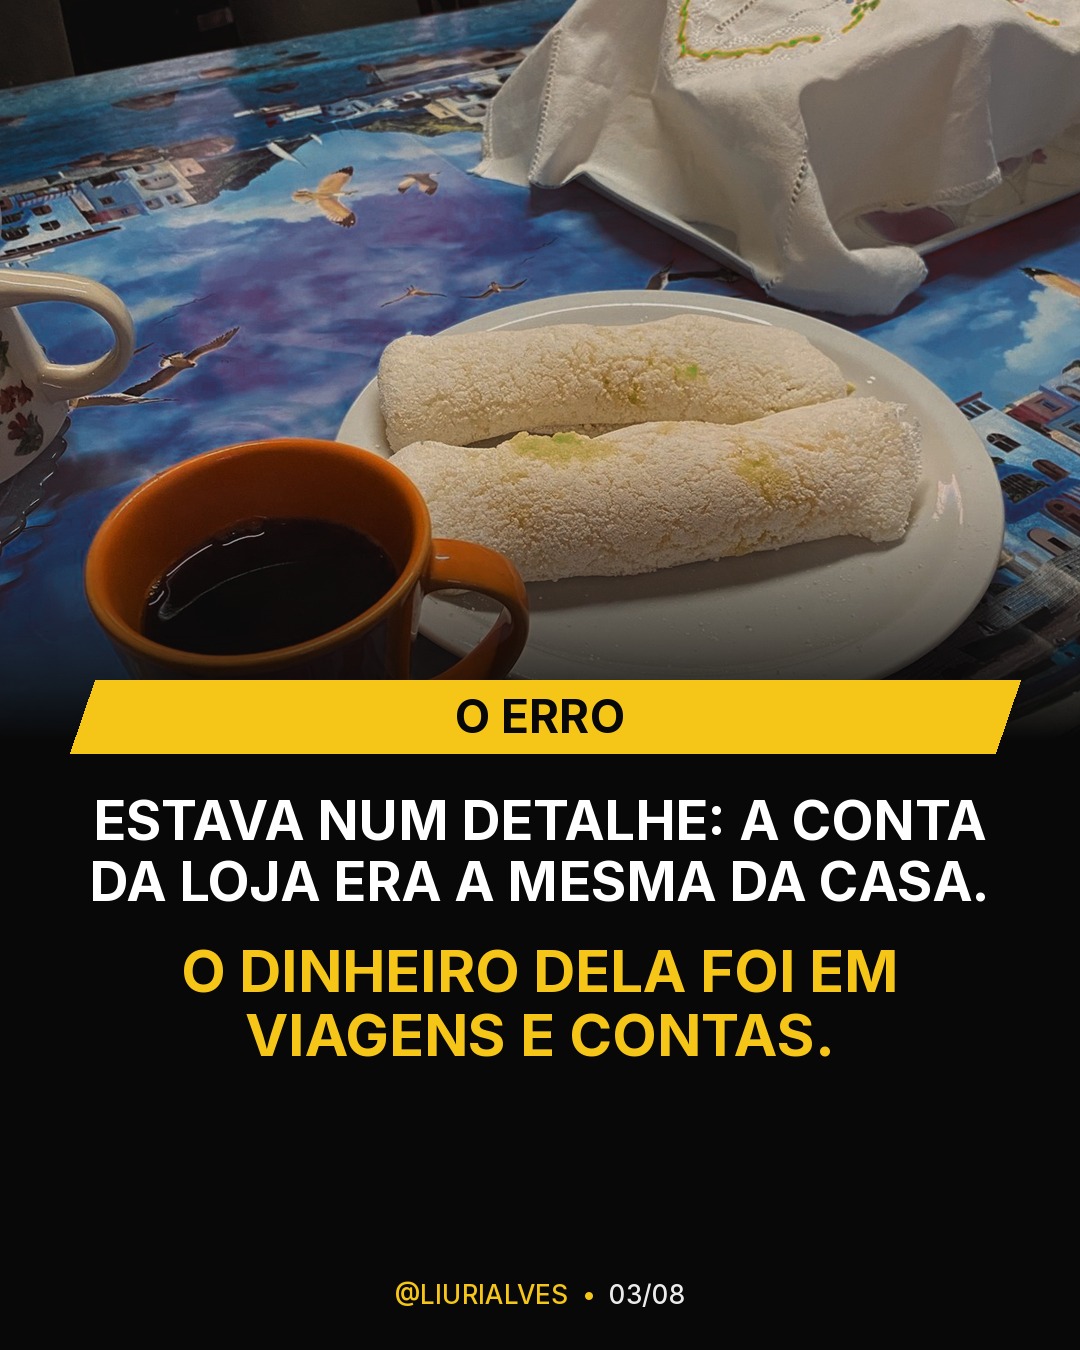 O ERRO
ESTAVA NUM DETALHE: A CONTA
DA LOJA ERA A MESMA DA CASA.
O DINHEIRO DELA FOI EM
VIAGENS E CONTAS.
@LIURIALVES • 03/08